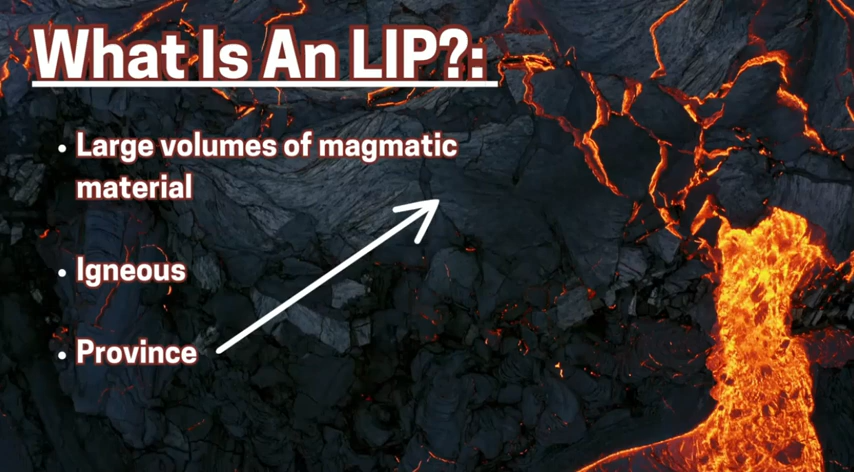 What Is An LIP?:
• Large volumes of magmatic
material
• Igneous
• Province